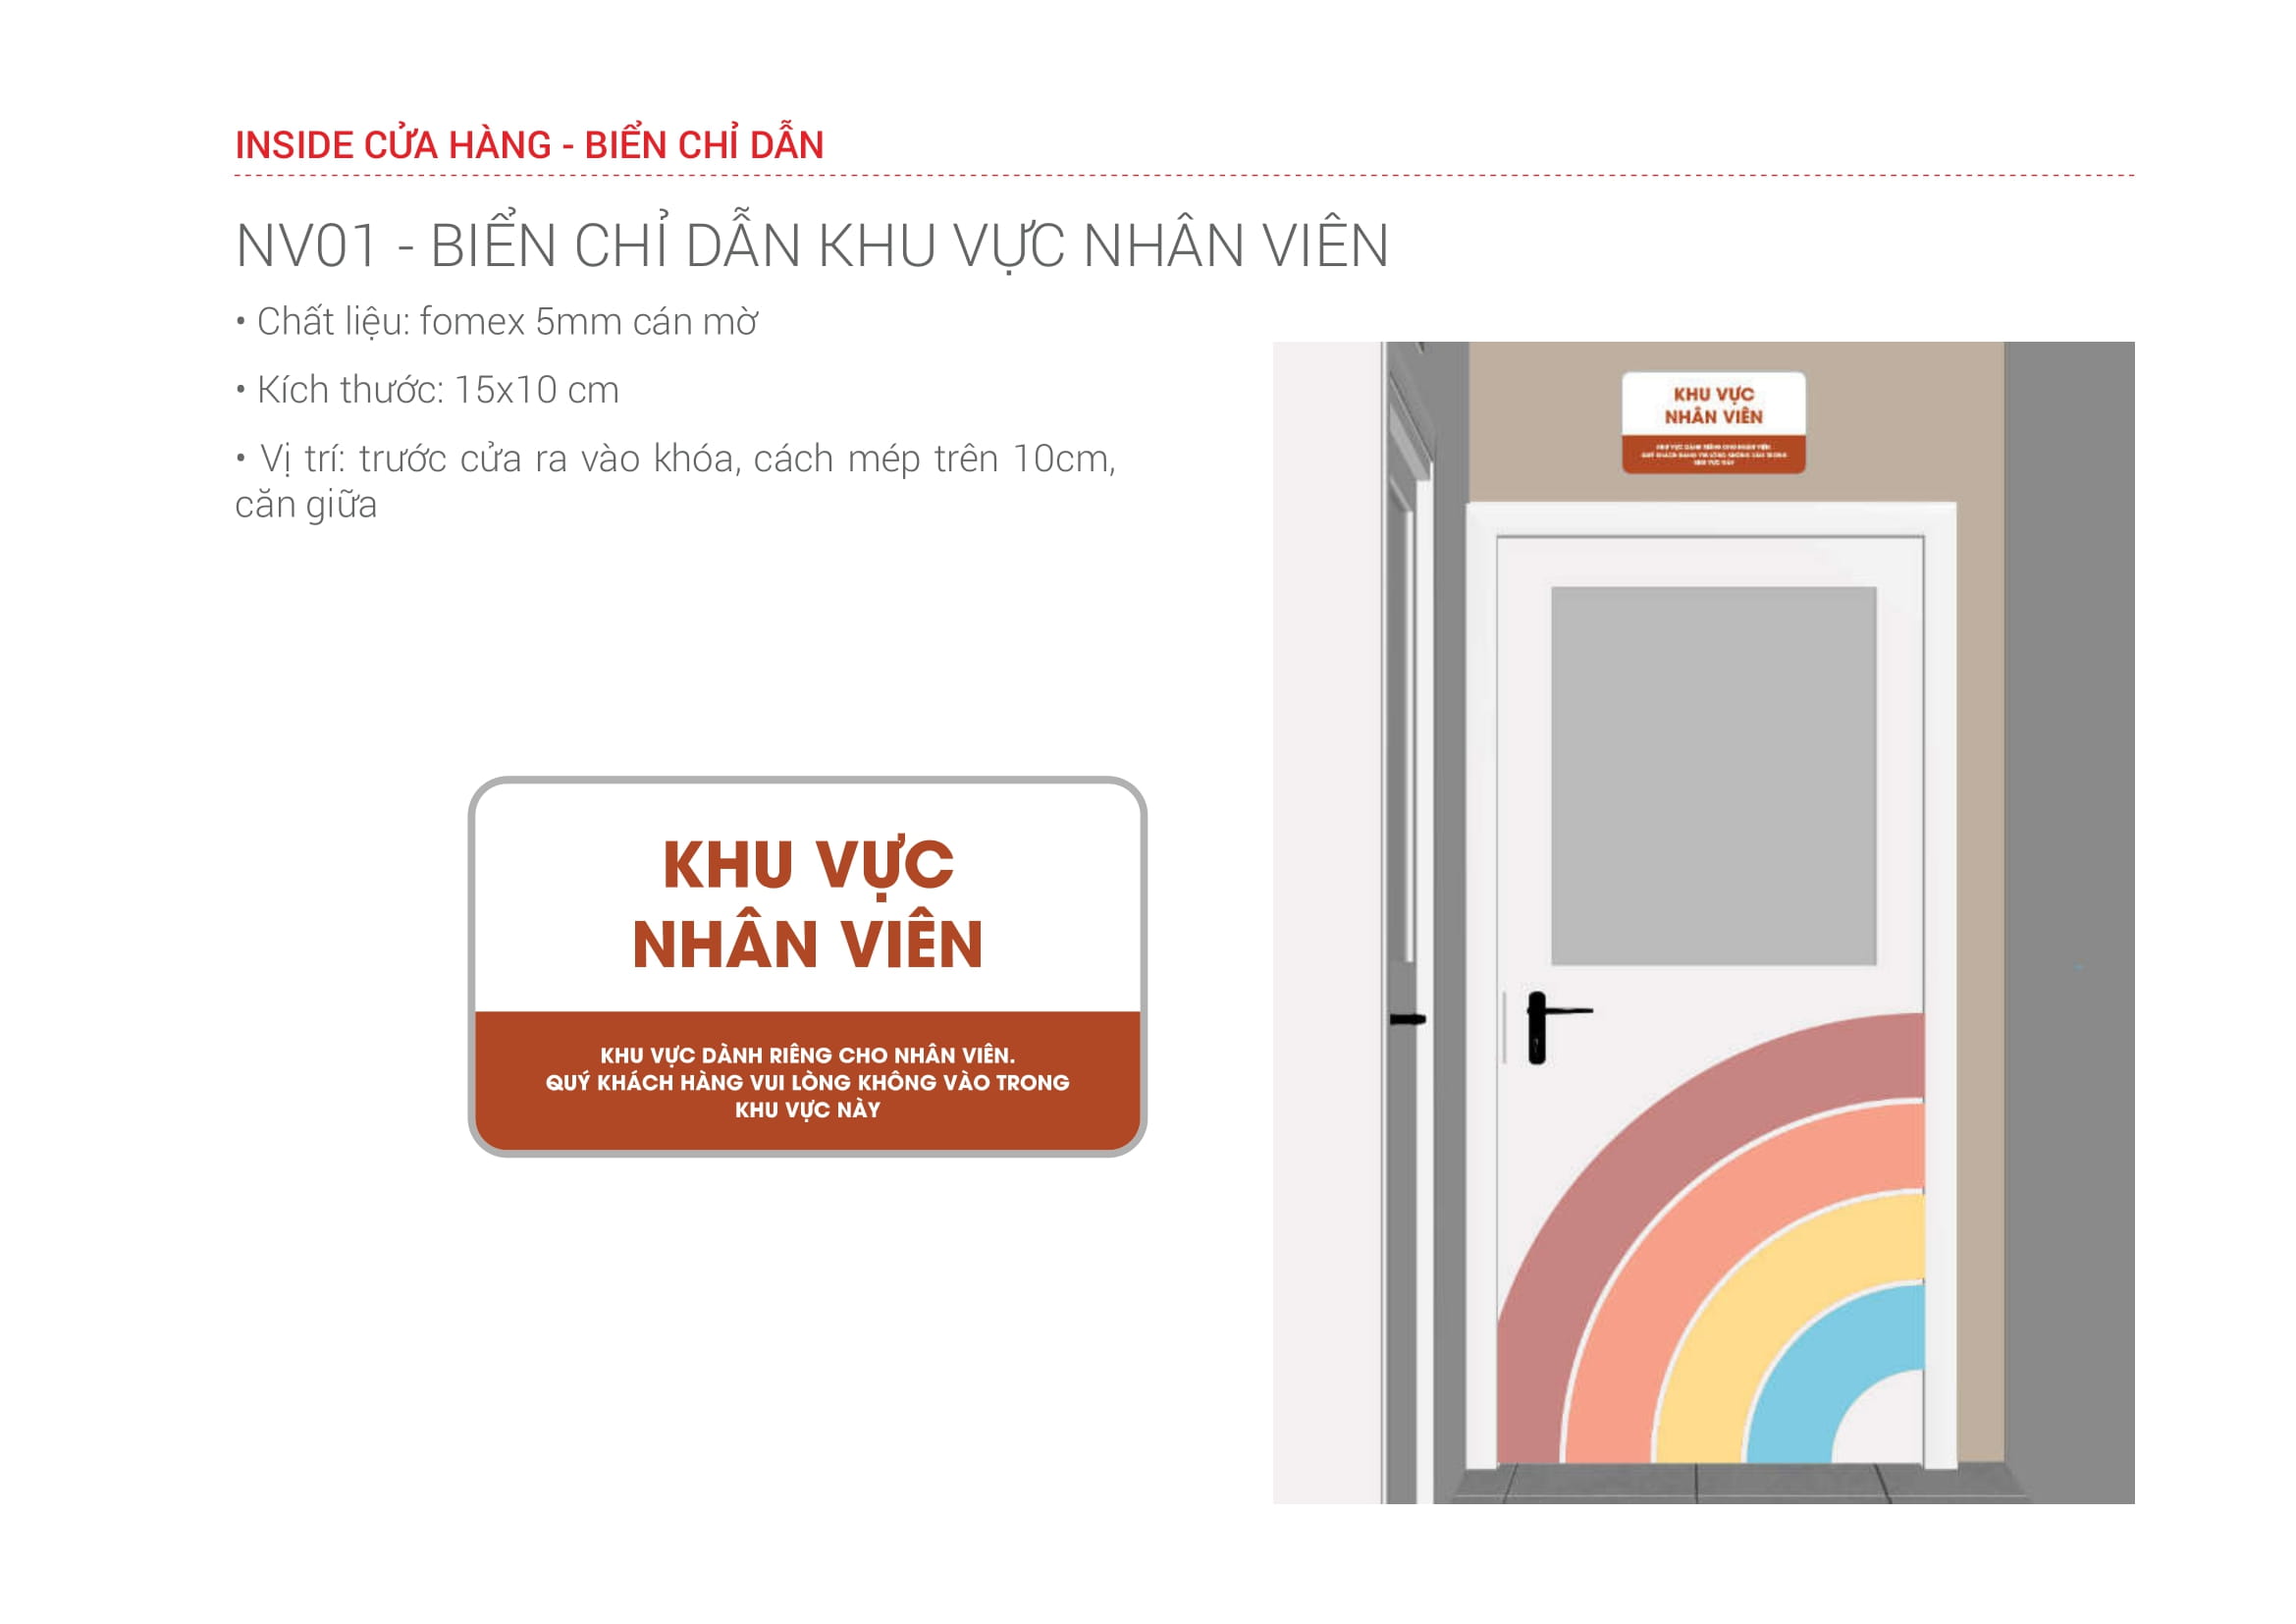 INSIDE CỬA HÀNG - BIỂN CHỈ DẪN
NV01 - BIỂN CHỈ DẪN KHU VỰC NHÂN VIÊN
• Chất liệu: fomex 5mm cán mờ
• Kích thước: 15x10 cm
• Vị trí: trước cửa ra vào khóa, cách mép trên 10cm,
căn giữa
KHU VỰC
NHÂN VIÊN
KHU VỰC DÀNH RIÊNG CHO NHÂN VIÊN.
QUÝ KHÁCH HÀNG VUI LÒNG KHÔNG VÀO TRONG
KHU VỰC NÀY
KHU VỰC
NHÂN VIÊN